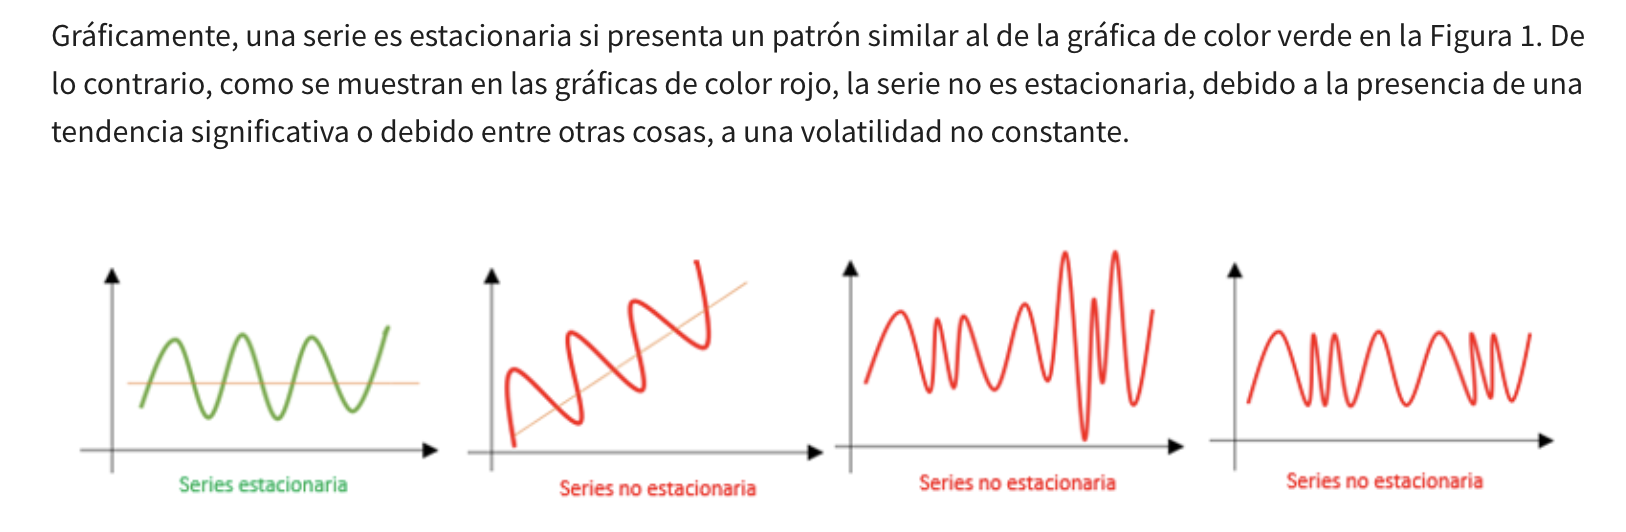 Gráficamente, una serie es estacionaria si presenta un patrón similar al de la gráfica de color verde en la Figura 1. De
lo contrario, como se muestran en las gráficas de color rojo, la serie no es estacionaria, debido a la presencia de una
tendencia significativa o debido entre otras cosas, a una volatilidad no constante.
Series estacionaria
Series no estacionaria
Series no estacionaria
Series no estacionaria